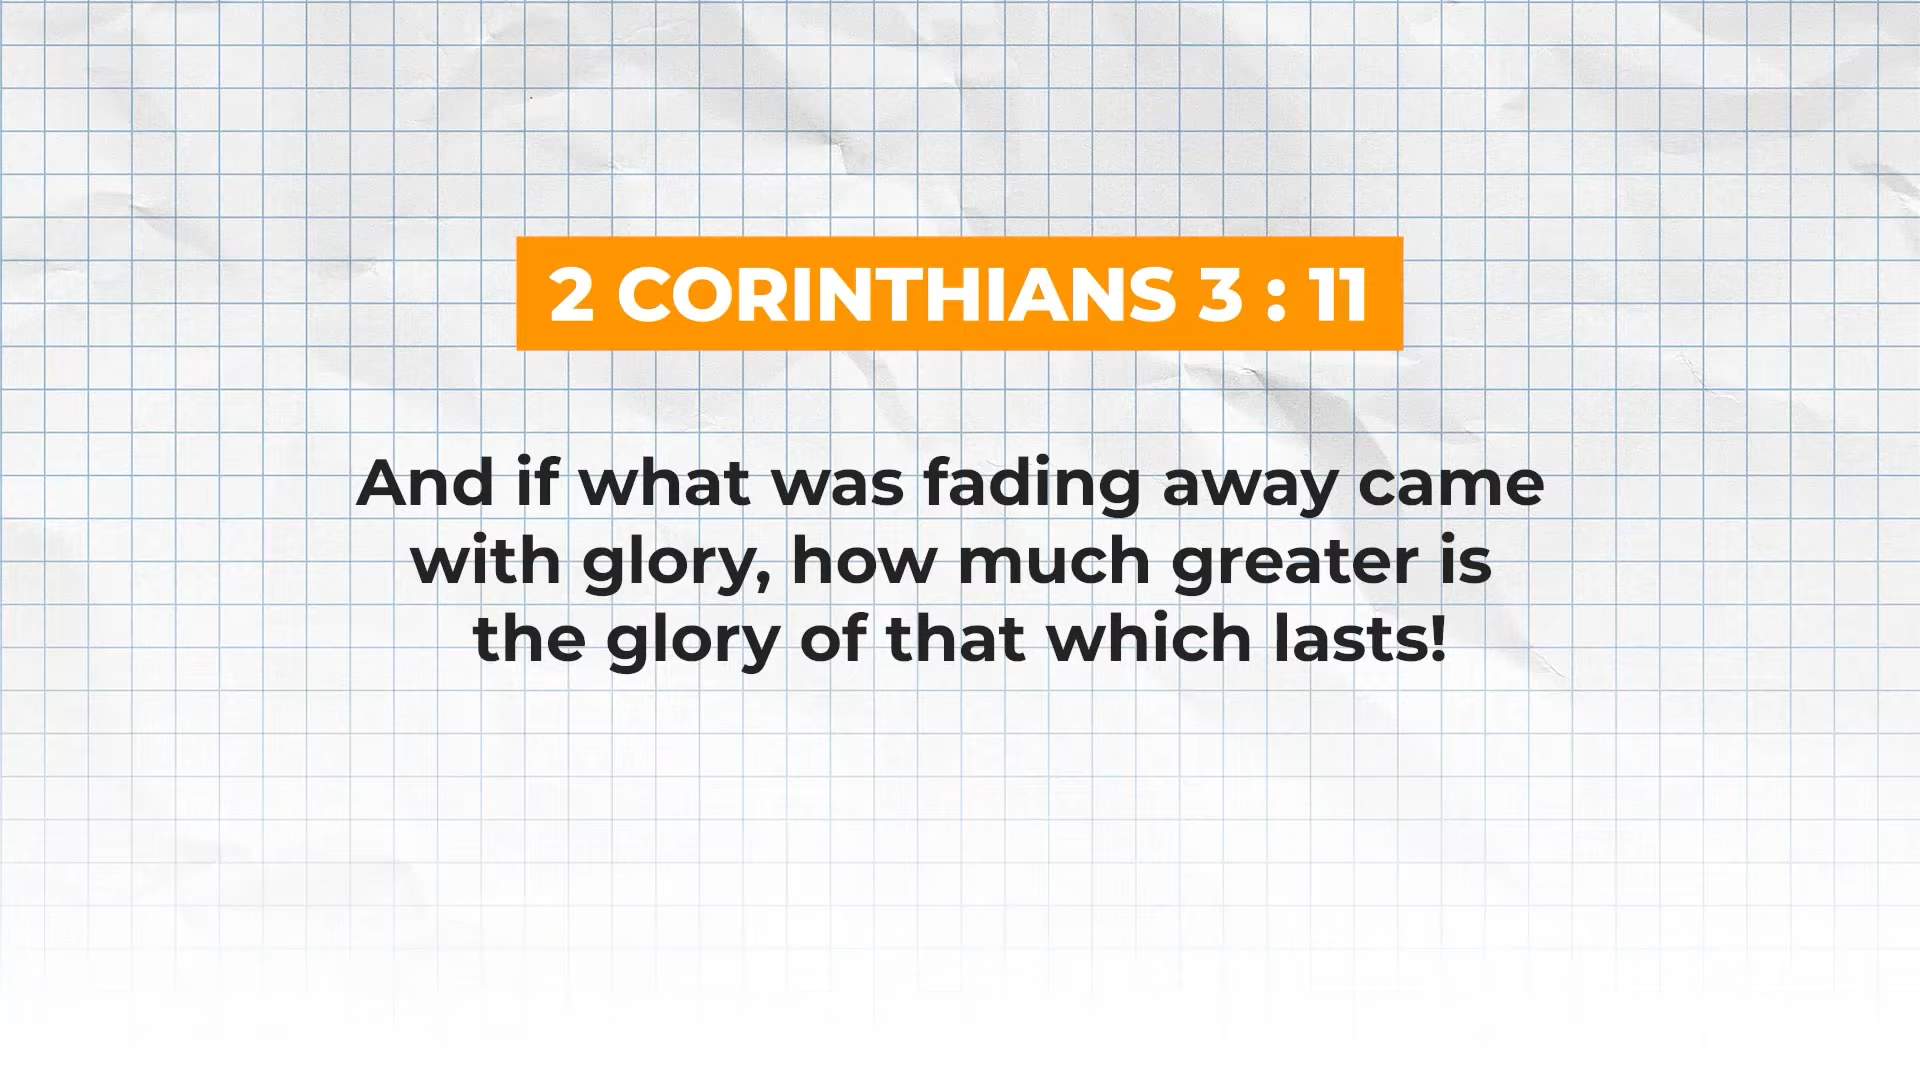 2 CORINTHIANS 3 : 11
And if what was fading away came
with glory, how much greater is
the glory of that which lasts!